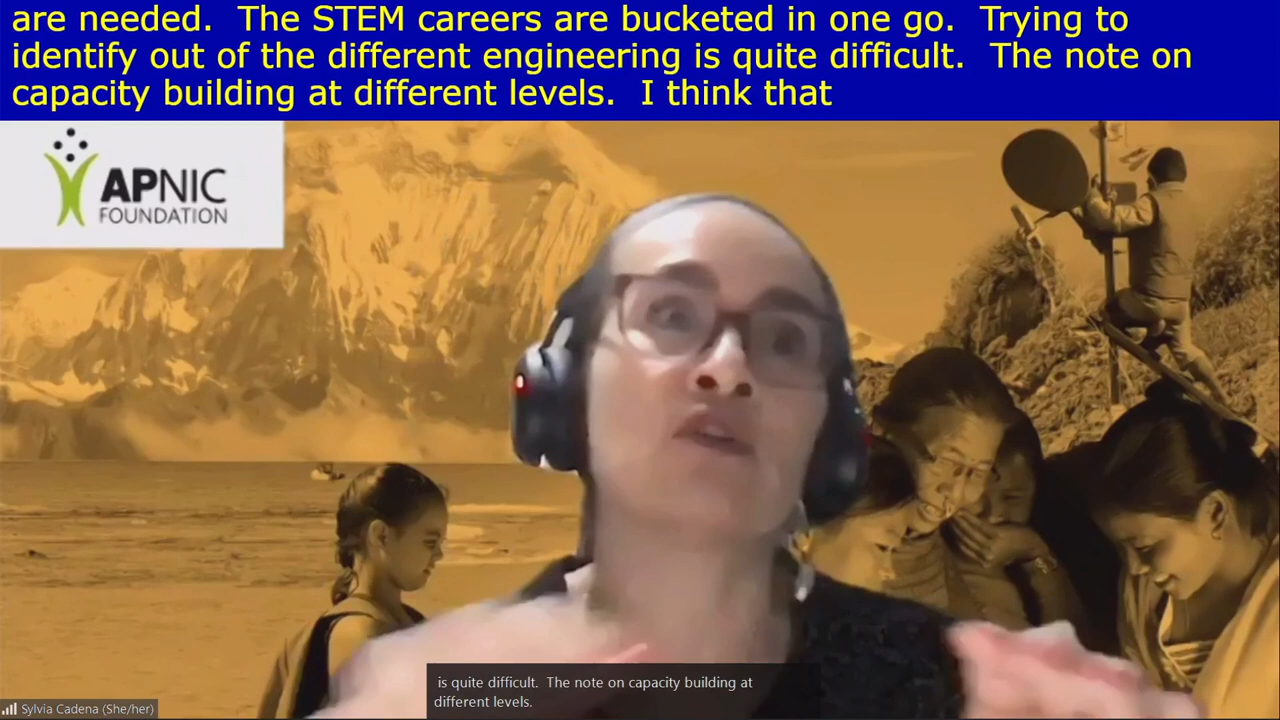 are needed.  The STEM careers are bucketed in one go.  Trying to
identify out of the different engineering is quite difficult.  The note on
capacity building at different levels.  I think that
APNIC
FOUNDATION
is quite difficult.  The note on capacity building at
different levels.
Sylvia Cadena (She/her)